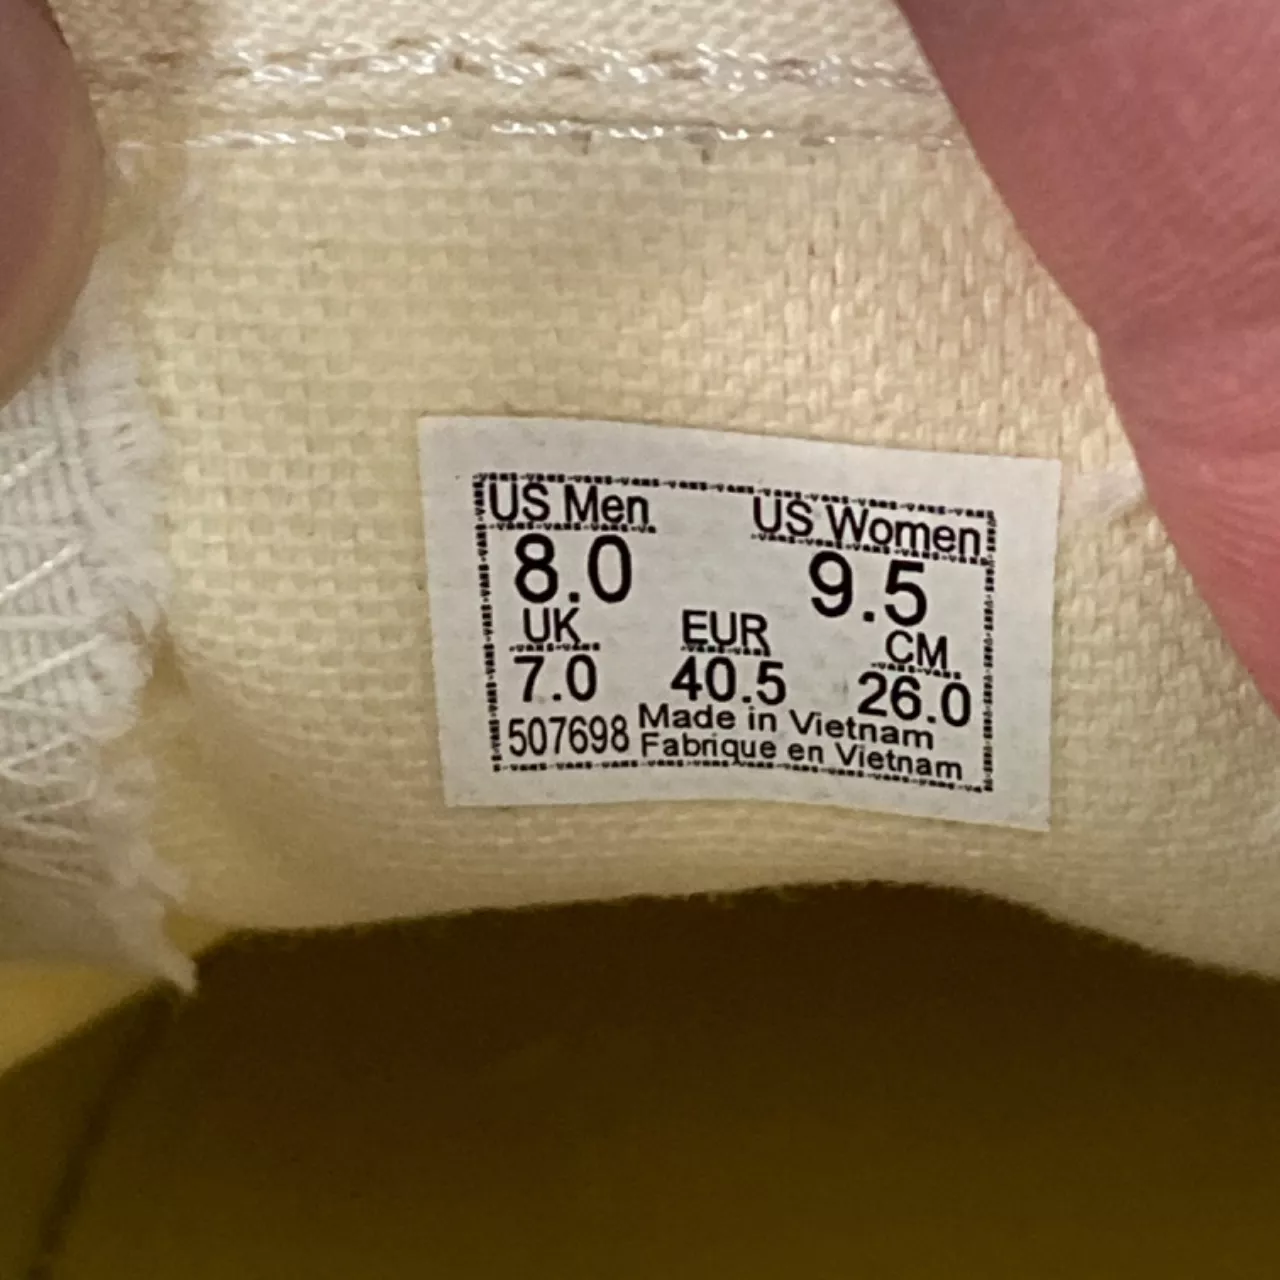 US Men US Women
8.0 9.5
UK EUR CM
7.0 40.5 26.0
507698 Made in Vietnam
Fabrique en Vietnam